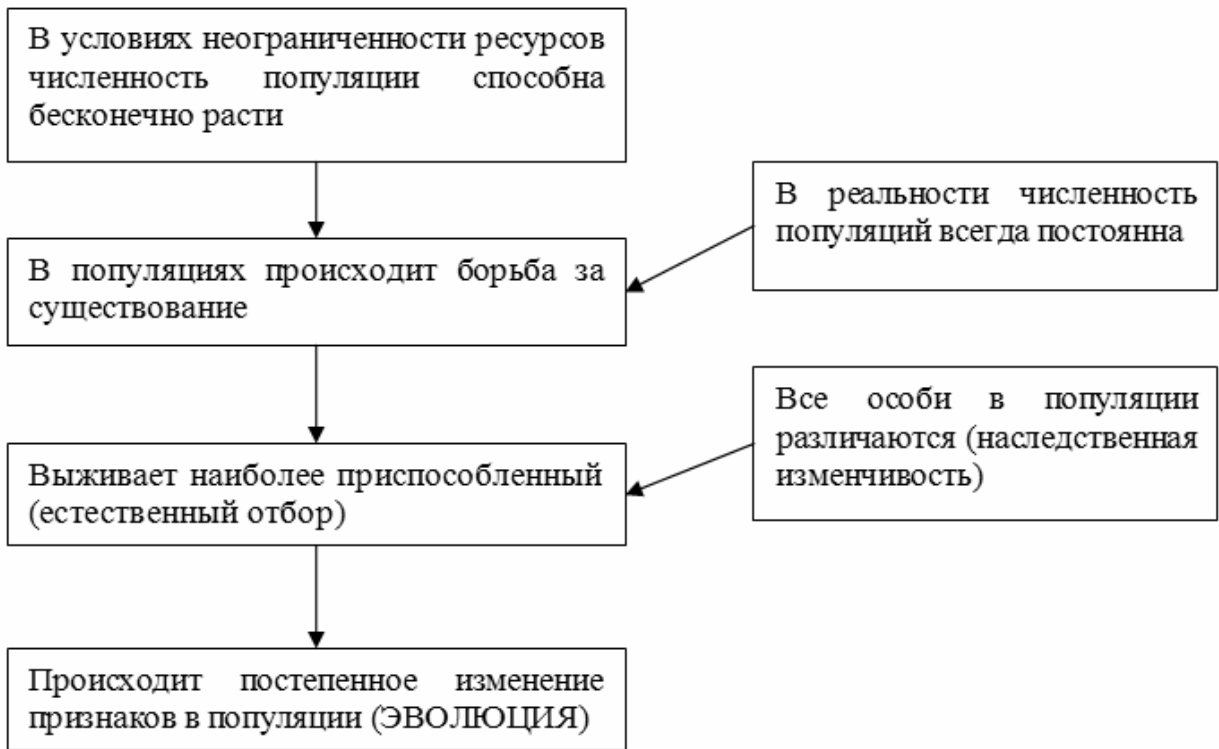 В условиях неограниченности ресурсов
численность популяции способна
бесконечно расти
В реальности численность
популяций всегда постоянна
В популяциях происходит борьба за
существование
Все особи в популяции
различаются (наследственная
изменчивость)
Выживает наиболее приспособленный
(естественный отбор)
Происходит постепенное изменение
признаков в популяции (ЭВОЛЮЦИЯ)